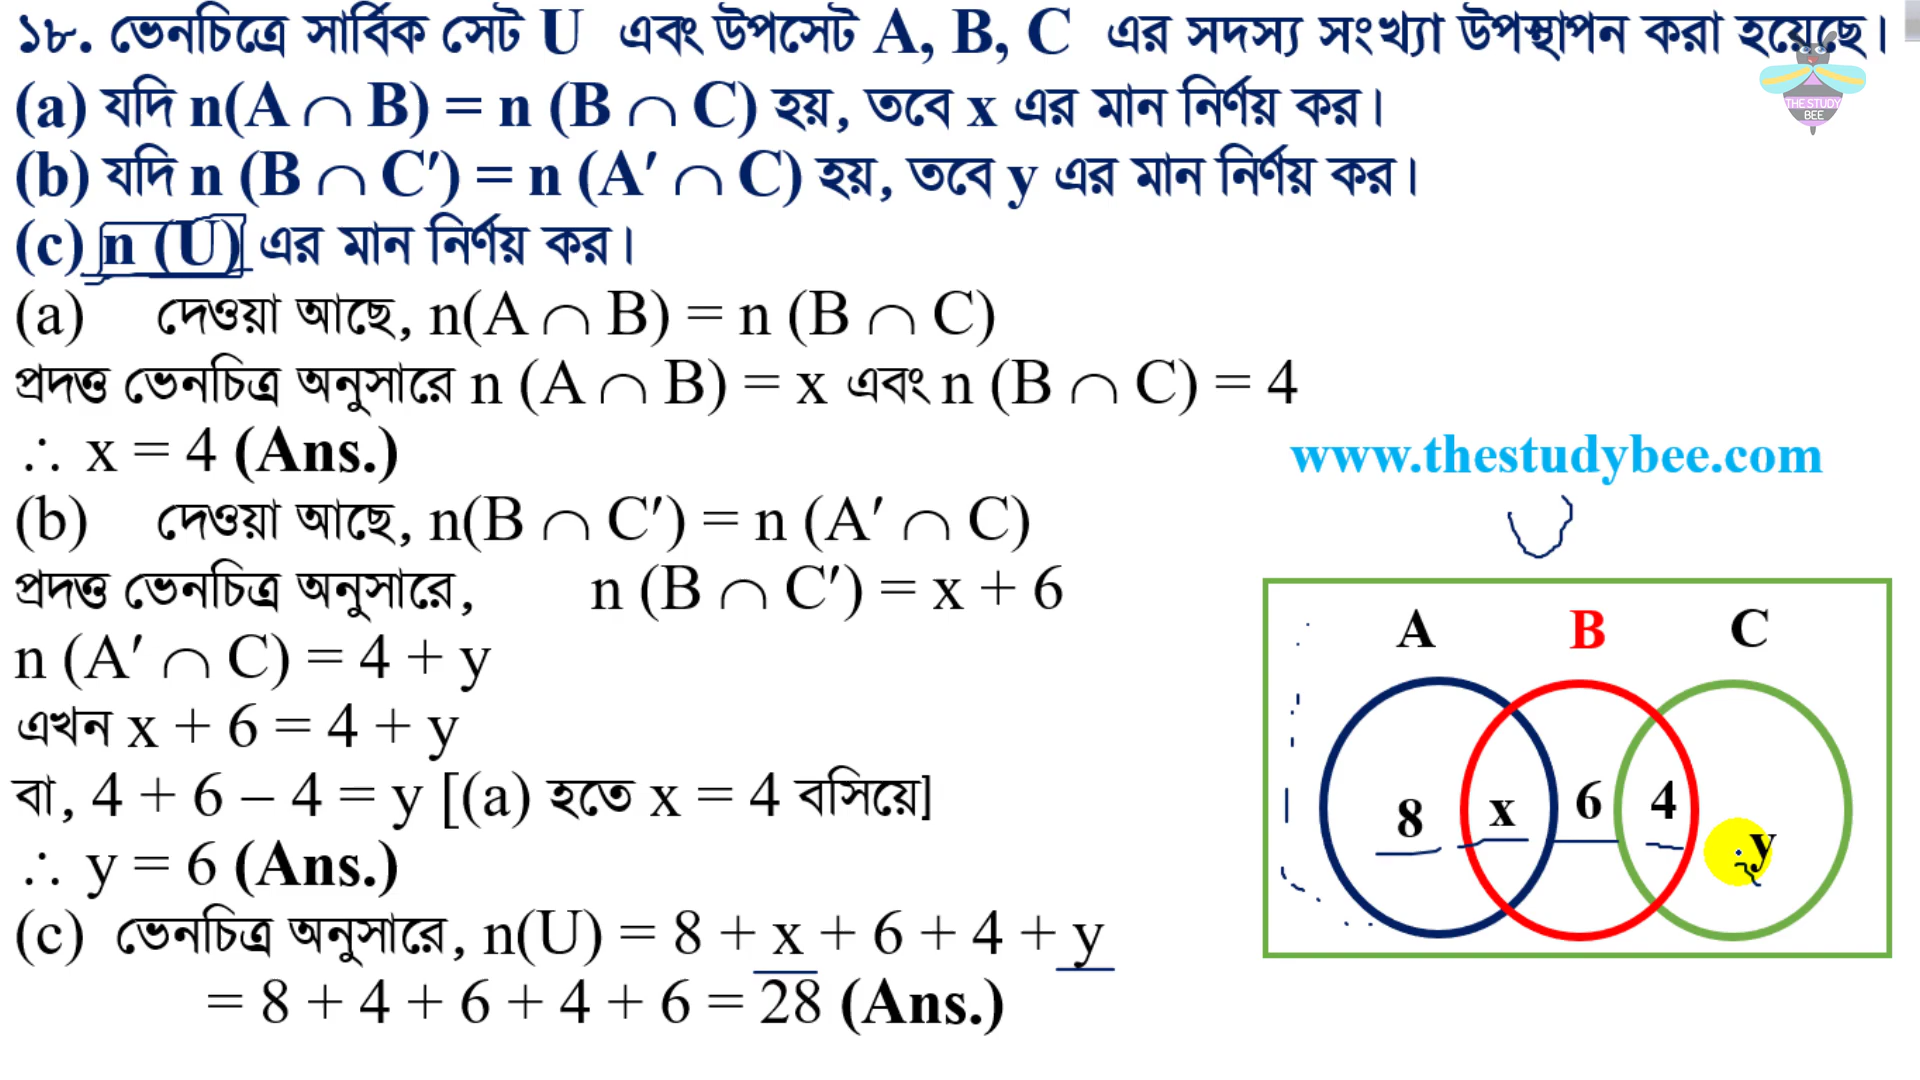 ১৮. ভেনচিত্রে সার্বিক সেট U এবং উপসেট A, B, C এর সদস্য সংখ্যা উপস্থাপন করা হয়েছে।
(a) যদি n(A ∩ B) = n (B ∩ C) হয়, তবে x এর মান নির্ণয় কর।
(b) যদি n (B ∩ C′) = n (A′ ∩ C) হয়, তবে y এর মান নির্ণয় কর।
(c) n (U) এর মান নির্ণয় কর।
THE STUDY
BEE
(a) দেওয়া আছে, n(A ∩ B) = n (B ∩ C)
প্রদত্ত ভেনচিত্র অনুসারে n (A ∩ B) = x এবং n (B ∩ C) = 4
∴ x = 4 (Ans.)
www.thestudybee.com
(b) দেওয়া আছে, n(B ∩ C′) = n (A′ ∩ C)
প্রদত্ত ভেনচিত্র অনুসারে, n (B ∩ C′) = x + 6
n (A′ ∩ C) = 4 + y
এখন x + 6 = 4 + y
বা, 4 + 6 – 4 = y [(a) হতে x = 4 বসিয়ে]
∴ y = 6 (Ans.)
(c) ভেনচিত্র অনুসারে, n(U) = 8 + x + 6 + 4 + y
= 8 + 4 + 6 + 4 + 6 = 28 (Ans.)
U
A B C
8 x 6 4 y